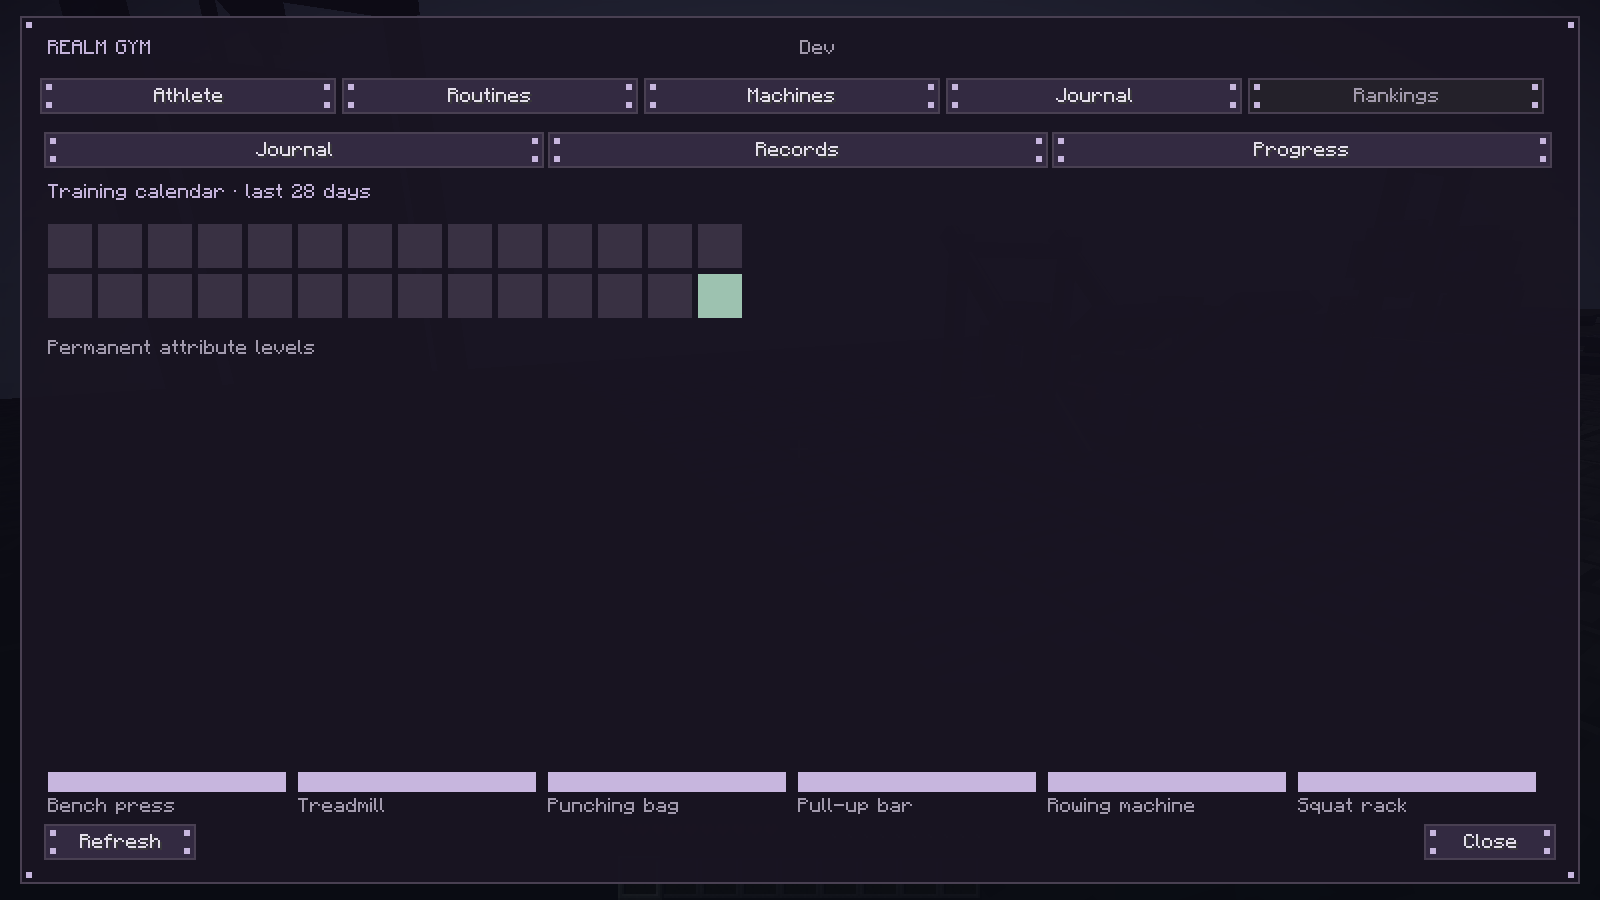 REALM GYM Dev
Athlete Routines Machines Journal Rankings
Journal Records Progress
Training calendar · last 28 days
Permanent attribute levels
Bench press Treadmill Punching bag Pull-up bar Rowing machine Squat rack
Refresh Close